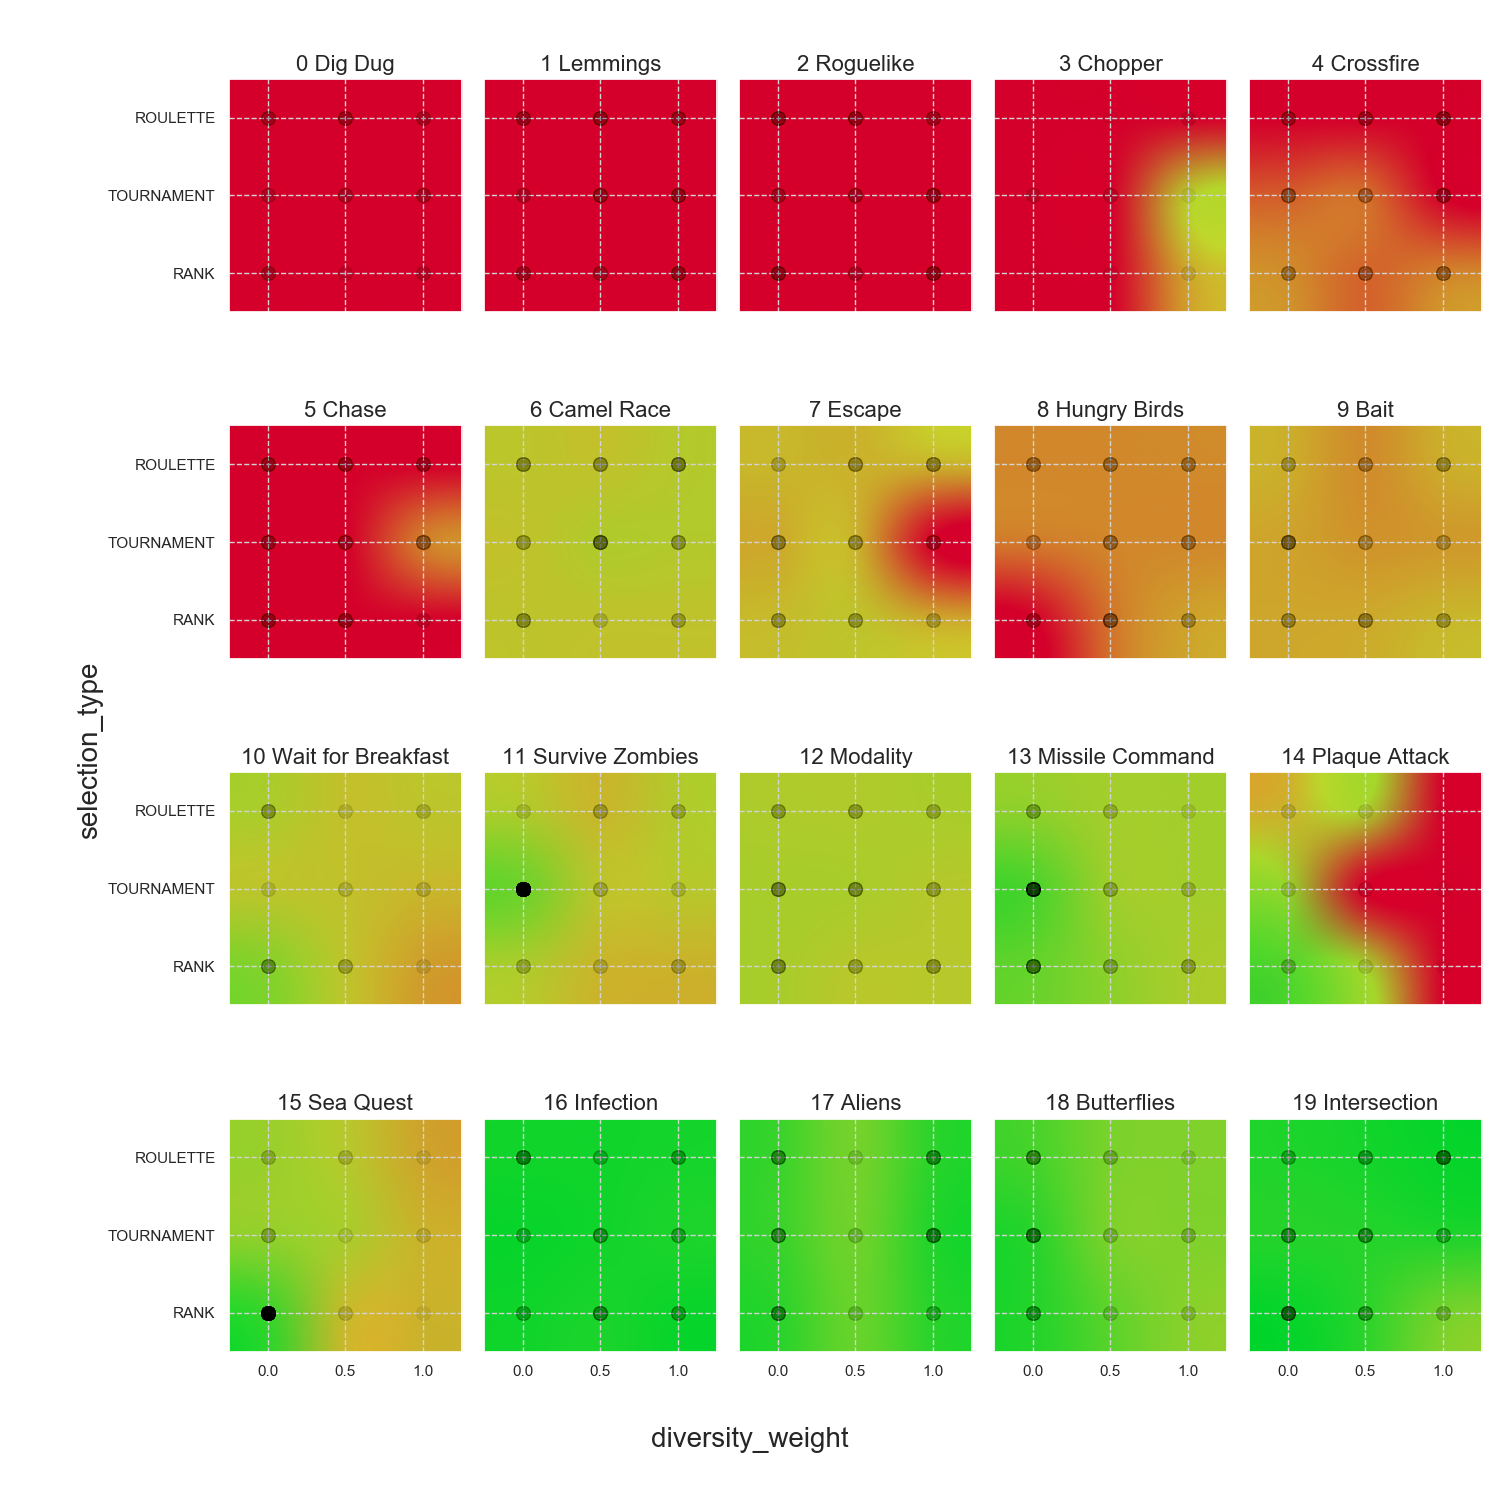 0 Dig Dug
1 Lemmings
2 Roguelike
3 Chopper
4 Crossfire
ROULETTE
TOURNAMENT
RANK
5 Chase
6 Camel Race
7 Escape
8 Hungry Birds
9 Bait
ROULETTE
TOURNAMENT
RANK
selection_type
10 Wait for Breakfast
11 Survive Zombies
12 Modality
13 Missile Command
14 Plaque Attack
ROULETTE
TOURNAMENT
RANK
15 Sea Quest
16 Infection
17 Aliens
18 Butterflies
19 Intersection
ROULETTE
TOURNAMENT
RANK
0.0 0.5 1.0
0.0 0.5 1.0
0.0 0.5 1.0
0.0 0.5 1.0
0.0 0.5 1.0
diversity_weight